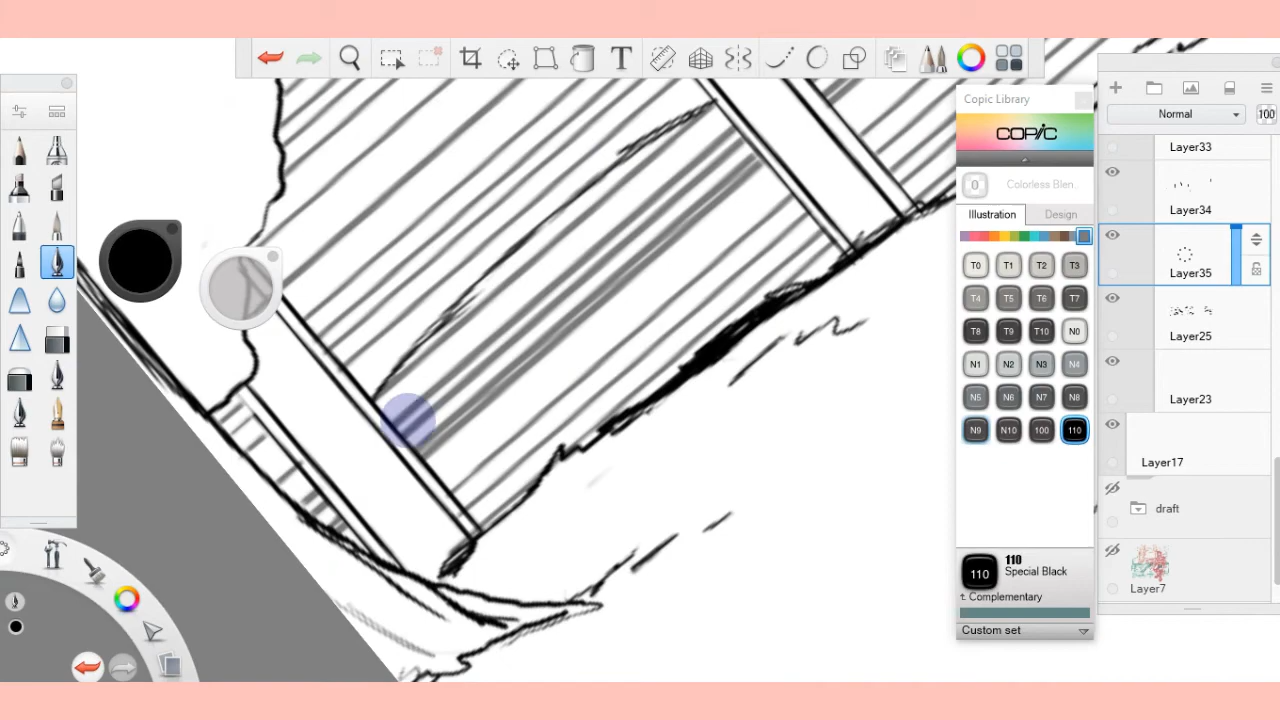 T
Copic Library
COPIC
0
Colorless Blen
Illustration
Design
T0 T1 T2 T3
T4 T5 T6 T7
T8 T9 T10 N0
N1 N2 N3 N4
N5 N6 N7 N8
N9 N10 100 110
110
110
Special Black
Complementary
Custom set
Normal
100
Layer33
Layer34
Layer35
Layer25
Layer23
Layer17
draft
Layer7